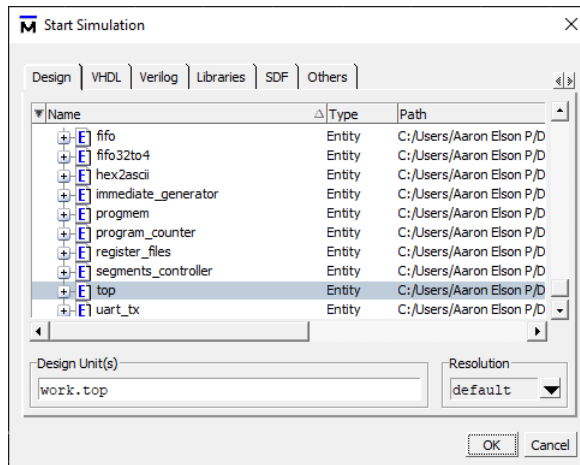 M Start Simulation
Design VHDL Verilog Libraries SDF Others
Name Type Path
E fifo Entity C:/Users/Aaron Elson P/D
E fifo32to4 Entity C:/Users/Aaron Elson P/D
E hex2ascii Entity C:/Users/Aaron Elson P/D
E immediate_generator Entity C:/Users/Aaron Elson P/D
E progmem Entity C:/Users/Aaron Elson P/D
E program_counter Entity C:/Users/Aaron Elson P/D
E register_files Entity C:/Users/Aaron Elson P/D
E segments_controller Entity C:/Users/Aaron Elson P/D
E top Entity C:/Users/Aaron Elson P/D
E uart_tx Entity C:/Users/Aaron Elson P/D
Design Unit(s) Resolution
work.top default
OK Cancel